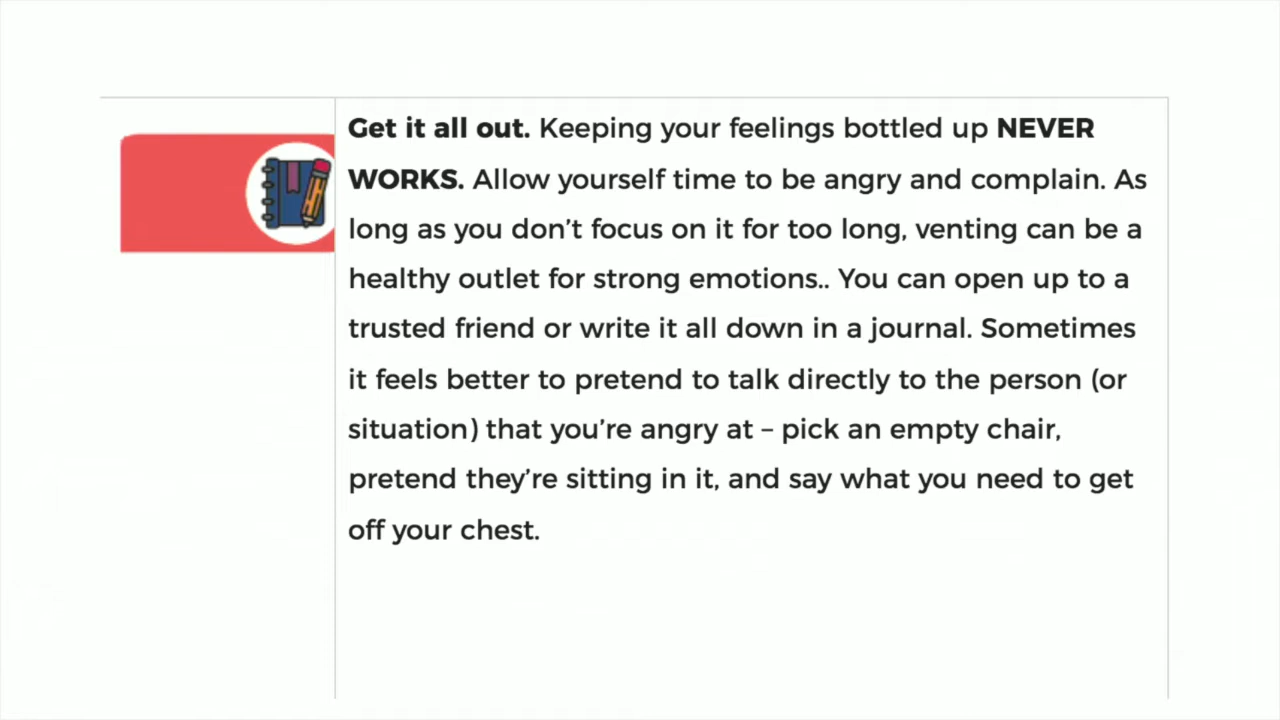 Get it all out. Keeping your feelings bottled up NEVER
WORKS. Allow yourself time to be angry and complain. As
long as you don’t focus on it for too long, venting can be a
healthy outlet for strong emotions.. You can open up to a
trusted friend or write it all down in a journal. Sometimes
it feels better to pretend to talk directly to the person (or
situation) that you’re angry at – pick an empty chair,
pretend they’re sitting in it, and say what you need to get
off your chest.